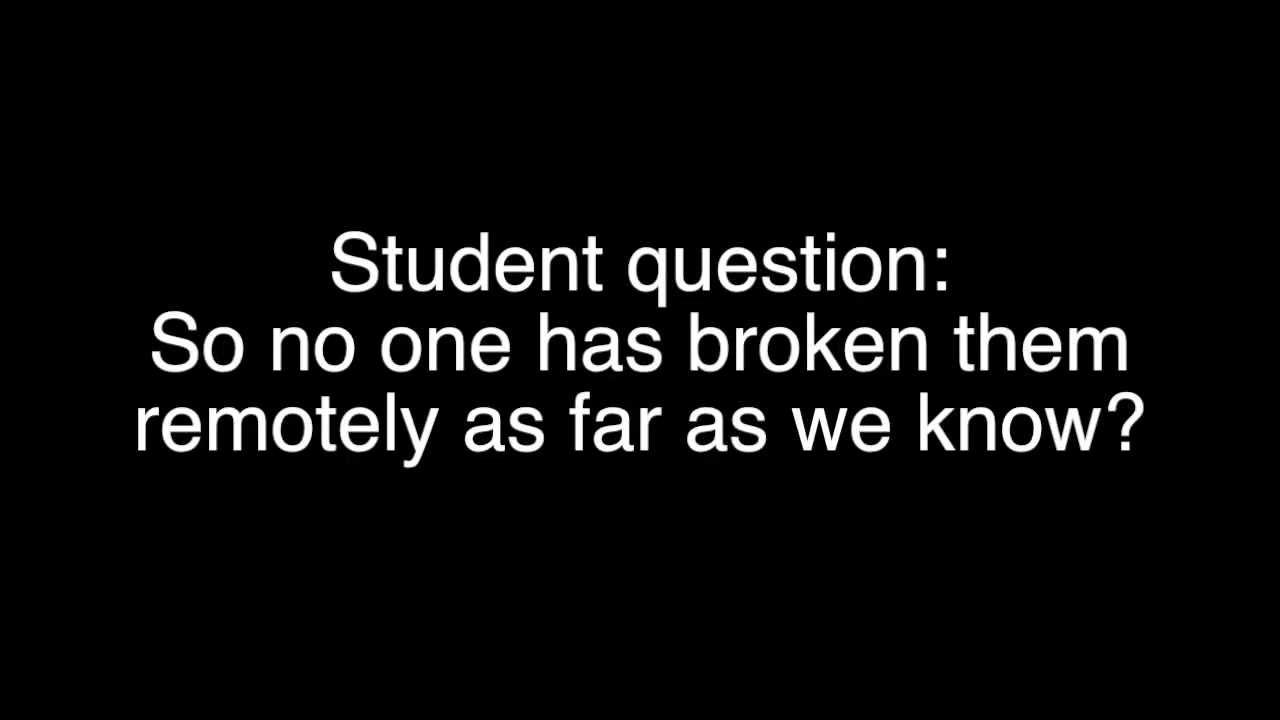 Student question:
So no one has broken them
remotely as far as we know?